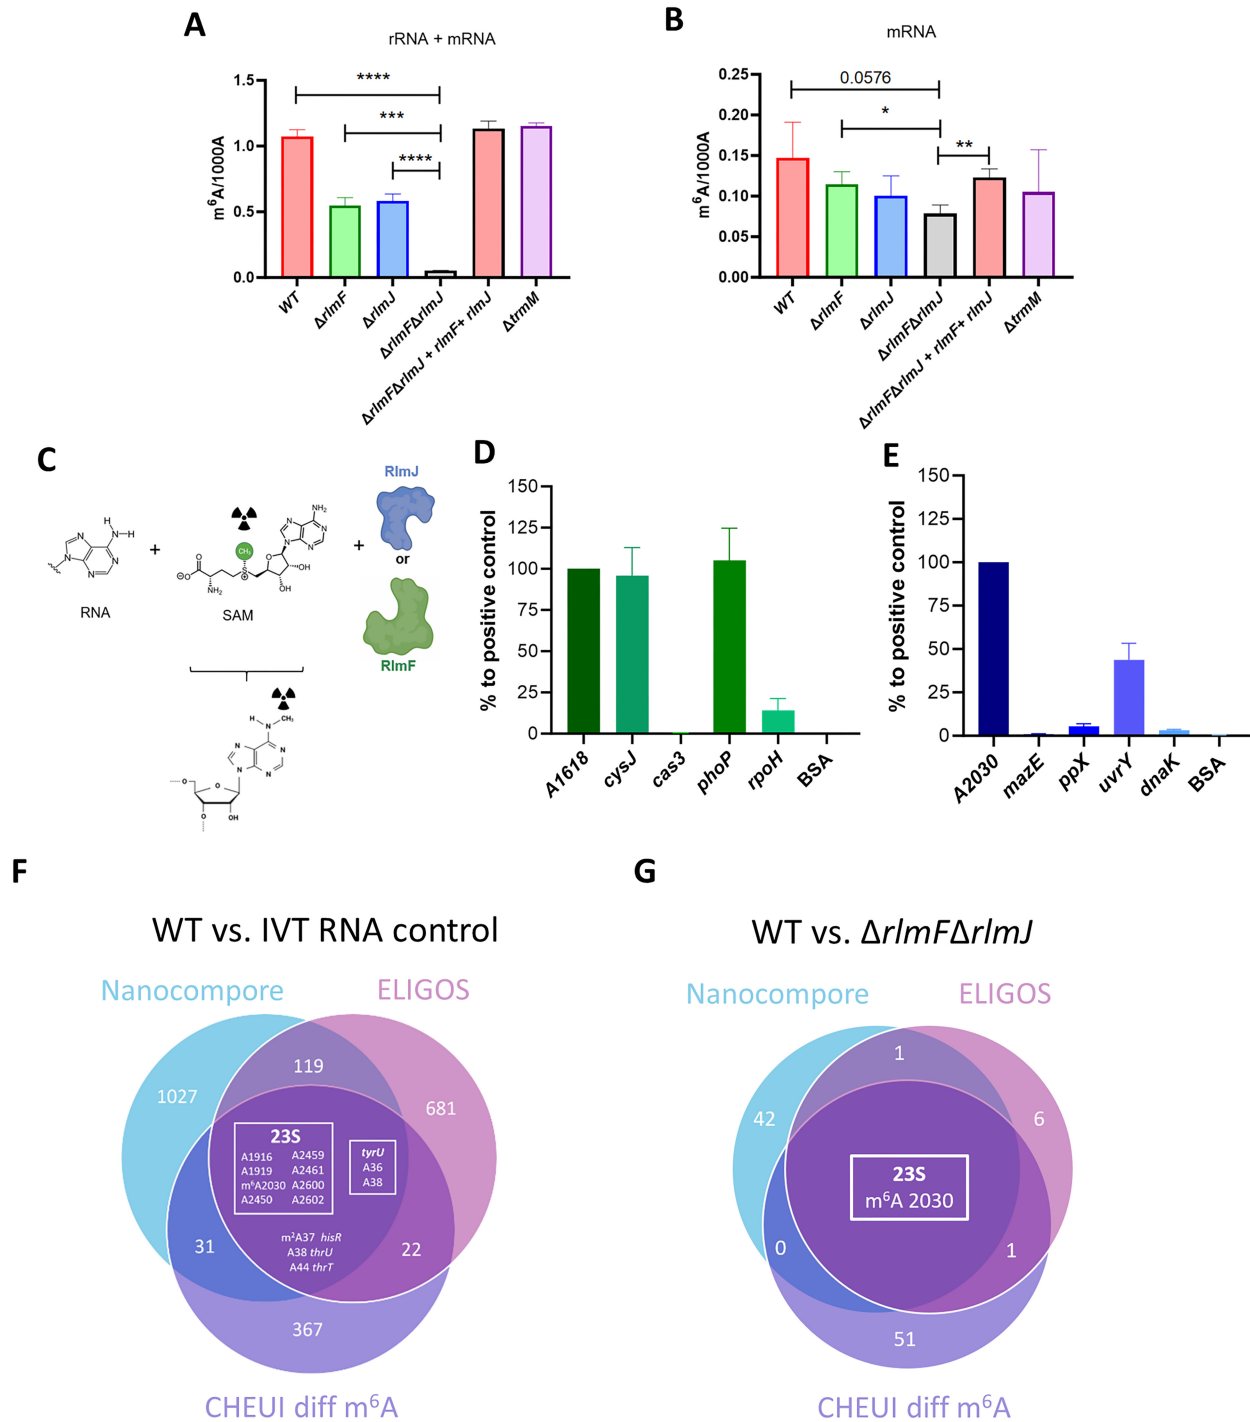 A
rRNA + mRNA
m⁶A/1000A
1.5
1.0
0.5
0.0
****
***
****
WT
ΔrlmF
ΔrlmJ
ΔrlmFΔrlmJ
ΔrlmFΔrlmJ + rlmF+ rlmJ
ΔtrmM
B
mRNA
m⁶A/1000A
0.25
0.20
0.15
0.10
0.05
0.00
0.0576
*
**
WT
ΔrlmF
ΔrlmJ
ΔrlmFΔrlmJ
ΔrlmFΔrlmJ + rlmF+ rlmJ
ΔtrmM
C
RlmJ
or
RlmF
RNA
+
SAM
+
N
N
N
N
N
H
H
O
⊖O
NH₂
CH₃
S
⊕
O
OH
OH
N
N
N
N
NH₂
H
N
CH₃
N
N
N
N
O
O
O
OH
D
% to positive control
150
125
100
75
50
25
0
A1618
cysJ
cas3
phoP
rpoH
BSA
E
% to positive control
150
125
100
75
50
25
0
A2030
mazE
ppX
uvrY
dnaK
BSA
F
WT vs. IVT RNA control
Nanocompore
ELIGOS
1027
119
681
23S
A1916 A2459
A1919 A2461
m⁶A2030 A2600
A2450 A2602
tyrU
A36
A38
m²A37 hisR
A38 thrU
A44 thrT
31
22
367
CHEUI diff m⁶A
G
WT vs. ΔrlmFΔrlmJ
Nanocompore
ELIGOS
1
42
6
23S
m⁶A 2030
0
1
51
CHEUI diff m⁶A